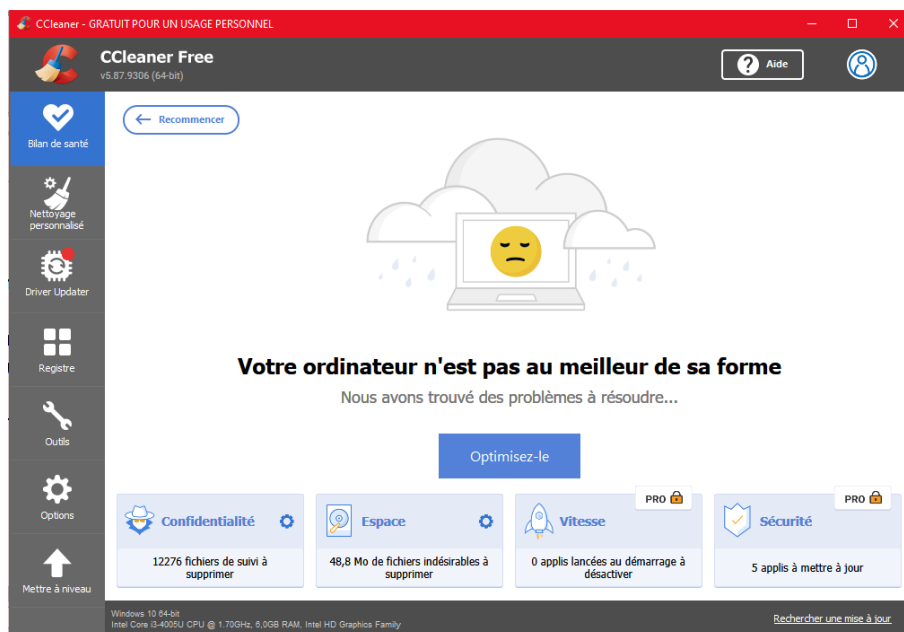 CCleaner - GRATUIT POUR UN USAGE PERSONNEL
CCleaner Free
v5.87.9306 (64-bit)
Aide
Bilan de santé
Recommencer
Nettoyage
personnalisé
Driver Updater
Registre
Outils
Options
Mettre à niveau
Votre ordinateur n'est pas au meilleur de sa forme
Nous avons trouvé des problèmes à résoudre...
Optimisez-le
Confidentialité
12276 fichiers de suivi à
supprimer
Espace
48,8 Mo de fichiers indésirables à
supprimer
PRO
Vitesse
0 applis lancées au démarrage à
désactiver
PRO
Sécurité
5 applis à mettre à jour
Windows 10 64-bit
Intel Core i3-4005U CPU @ 1.70GHz, 6,0GB RAM, Intel HD Graphics Family
Rechercher une mise à jour